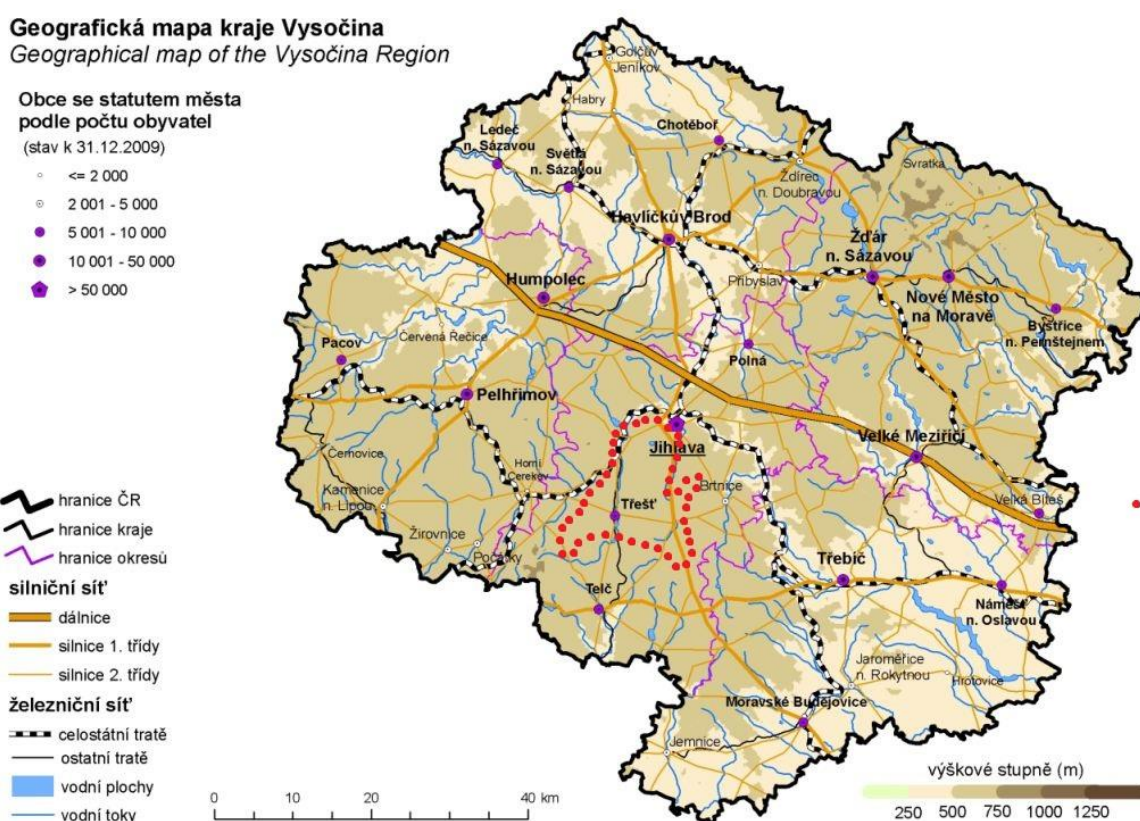 Geografická mapa kraje Vysočina
Geographical map of the Vysočina Region
Obce se statutem města
podle počtu obyvatel
(stav k 31.12.2009)
<= 2 000
2 001 - 5 000
5 001 - 10 000
10 001 - 50 000
> 50 000
Golčův
Jeníkov
Habry
Ledeč
n. Sázavou
Světlá
n. Sázavou
Chotěboř
Ždírec
n. Doubravou
Svratka
Havlíčkův Brod
Žďár
n. Sázavou
Přibyslav
Humpolec
Nové Město
na Moravě
Bystřice
n. Pernštejnem
Červená Řečice
Pacov
Polná
Pelhřimov
Jihlava
Velké Meziříčí
Černovice
Horní
Cerekev
Kamenice
n. Lipou
Brtnice
Velká Bíteš
Třešť
Žirovnice
Počátky
Třebíč
Telč
Náměšť
n. Oslavou
Jaroměřice
n. Rokytnou
Hrotovice
Moravské Budějovice
Jemnice
hranice ČR
hranice kraje
hranice okresů
silniční síť
dálnice
silnice 1. třídy
silnice 2. třídy
železniční síť
celostátní tratě
ostatní tratě
vodní plochy
vodní toky
0 10 20 40 km
výškové stupně (m)
250 500 750 1000 1250